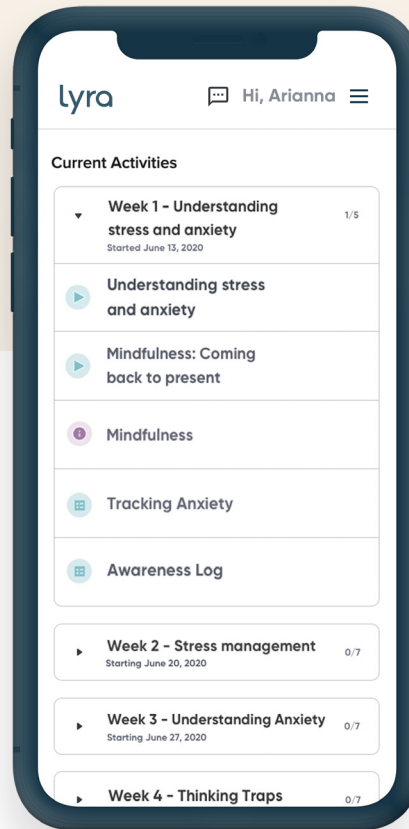 lyra
Hi, Arianna
Current Activities
Week 1 - Understanding
stress and anxiety
1/5
Started June 13, 2020
Understanding stress
and anxiety
Mindfulness: Coming
back to present
Mindfulness
Tracking Anxiety
Awareness Log
Week 2 - Stress management
0/7
Starting June 20, 2020
Week 3 - Understanding Anxiety
0/7
Starting June 27, 2020
Week 4 - Thinking Traps
0/7